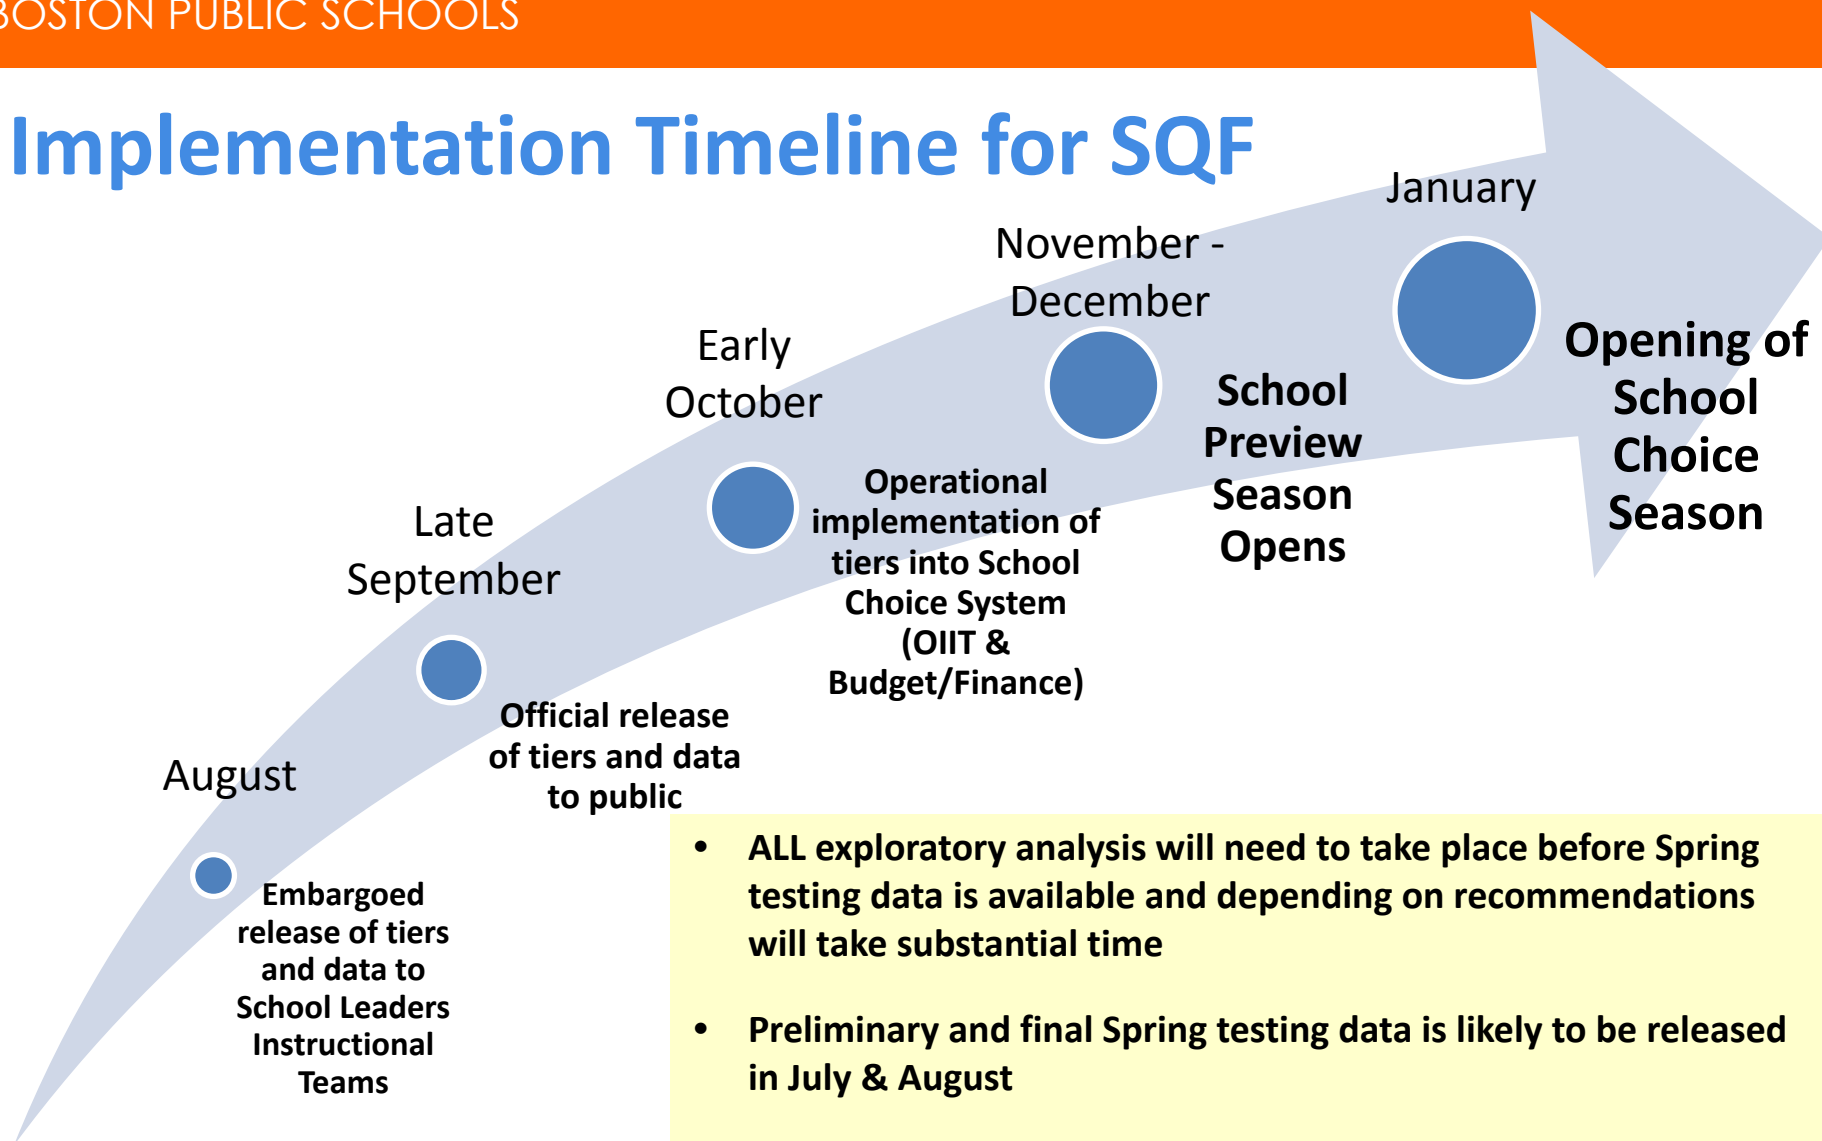 BOSTON PUBLIC SCHOOLS
Implementation Timeline for SQF
August
Embargoed
release of tiers
and data to
School Leaders
Instructional
Teams
Late
September
Official release
of tiers and data
to public
Early
October
Operational
implementation of
tiers into School
Choice System
(OIIT &
Budget/Finance)
November -
December
School
Preview
Season
Opens
January
Opening of
School
Choice
Season
• ALL exploratory analysis will need to take place before Spring
testing data is available and depending on recommendations
will take substantial time
• Preliminary and final Spring testing data is likely to be released
in July & August